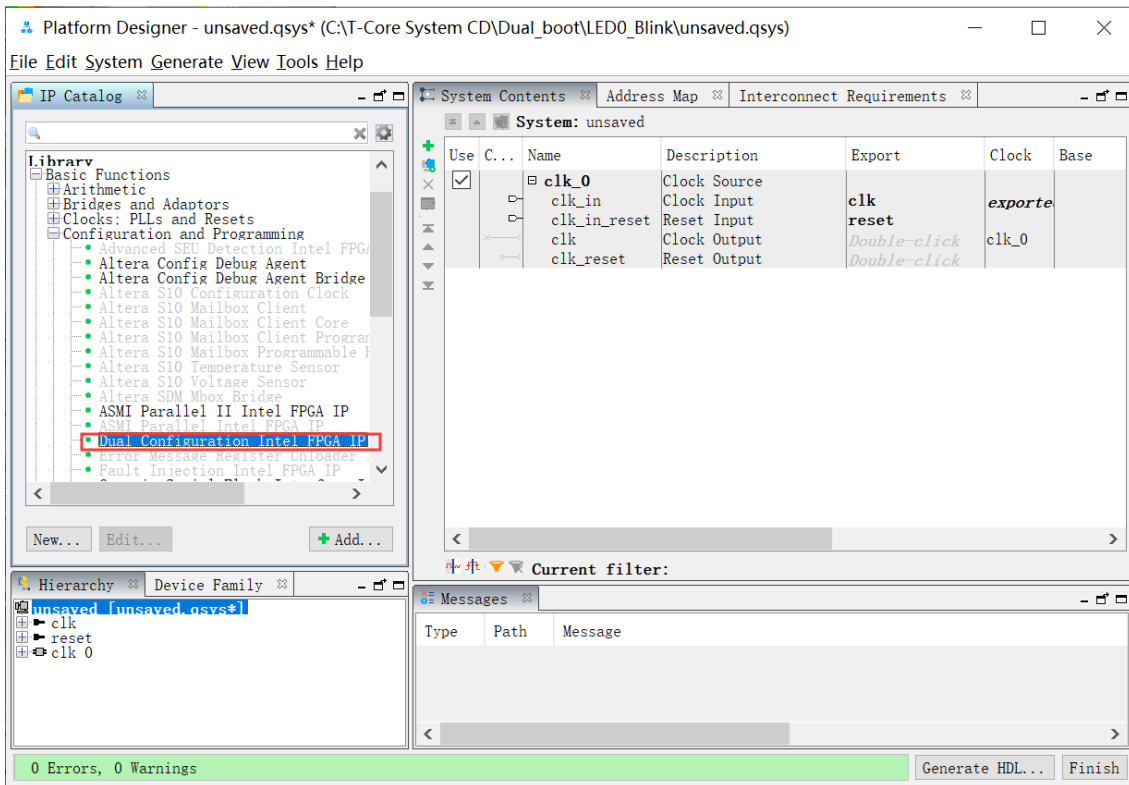 Platform Designer - unsaved.qsys* (C:\T-Core System CD\Dual_boot\LED0_Blink\unsaved.qsys)
File Edit System Generate View Tools Help
IP Catalog
Library
Basic Functions
Arithmetic
Bridges and Adaptors
Clocks; PLLs and Resets
Configuration and Programming
Advanced SEU Detection Intel FPGA
Altera Config Debug Agent
Altera Config Debug Agent Bridge
Altera S10 Configuration Clock
Altera S10 Mailbox Client
Altera S10 Mailbox Client Core
Altera S10 Mailbox Client Program
Altera S10 Mailbox Programmable
Altera S10 Temperature Sensor
Altera S10 Voltage Sensor
Altera SDM Mbox Bridge
ASMI Parallel II Intel FPGA IP
ASMI Parallel Intel FPGA IP
Dual Configuration Intel FPGA IP
Error Message Register Unloader
Fault Injection Intel FPGA IP
New... Edit... Add...
Hierarchy Device Family
unsaved [unsaved.qsys*]
clk
reset
clk_0
System Contents Address Map Interconnect Requirements
System: unsaved
Use C... Name Description Export Clock Base
clk_0 Clock Source
clk_in Clock Input clk exporte
clk_in_reset Reset Input reset
clk Clock Output Double-click clk_0
clk_reset Reset Output Double-click
Current filter:
Messages
Type Path Message
0 Errors, 0 Warnings
Generate HDL... Finish